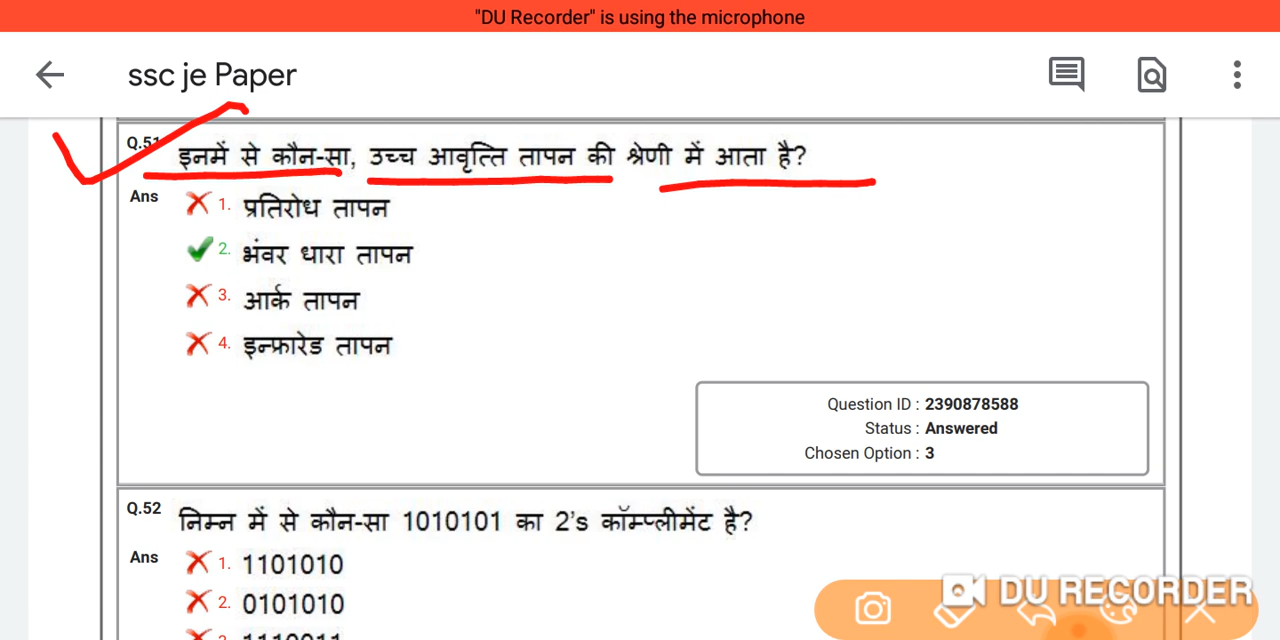 "DU Recorder" is using the microphone
ssc je Paper
Q.51 इनमें से कौन-सा, उच्च आवृत्ति तापन की श्रेणी में आता है?
Ans 1. प्रतिरोध तापन
2. भंवर धारा तापन
3. आर्क तापन
4. इन्फ्रारेड तापन
Question ID : 2390878588
Status : Answered
Chosen Option : 3
Q.52 निम्न में से कौन-सा 1010101 का 2's कॉम्प्लीमेंट है?
Ans 1. 1101010
2. 0101010
DU RECORDER